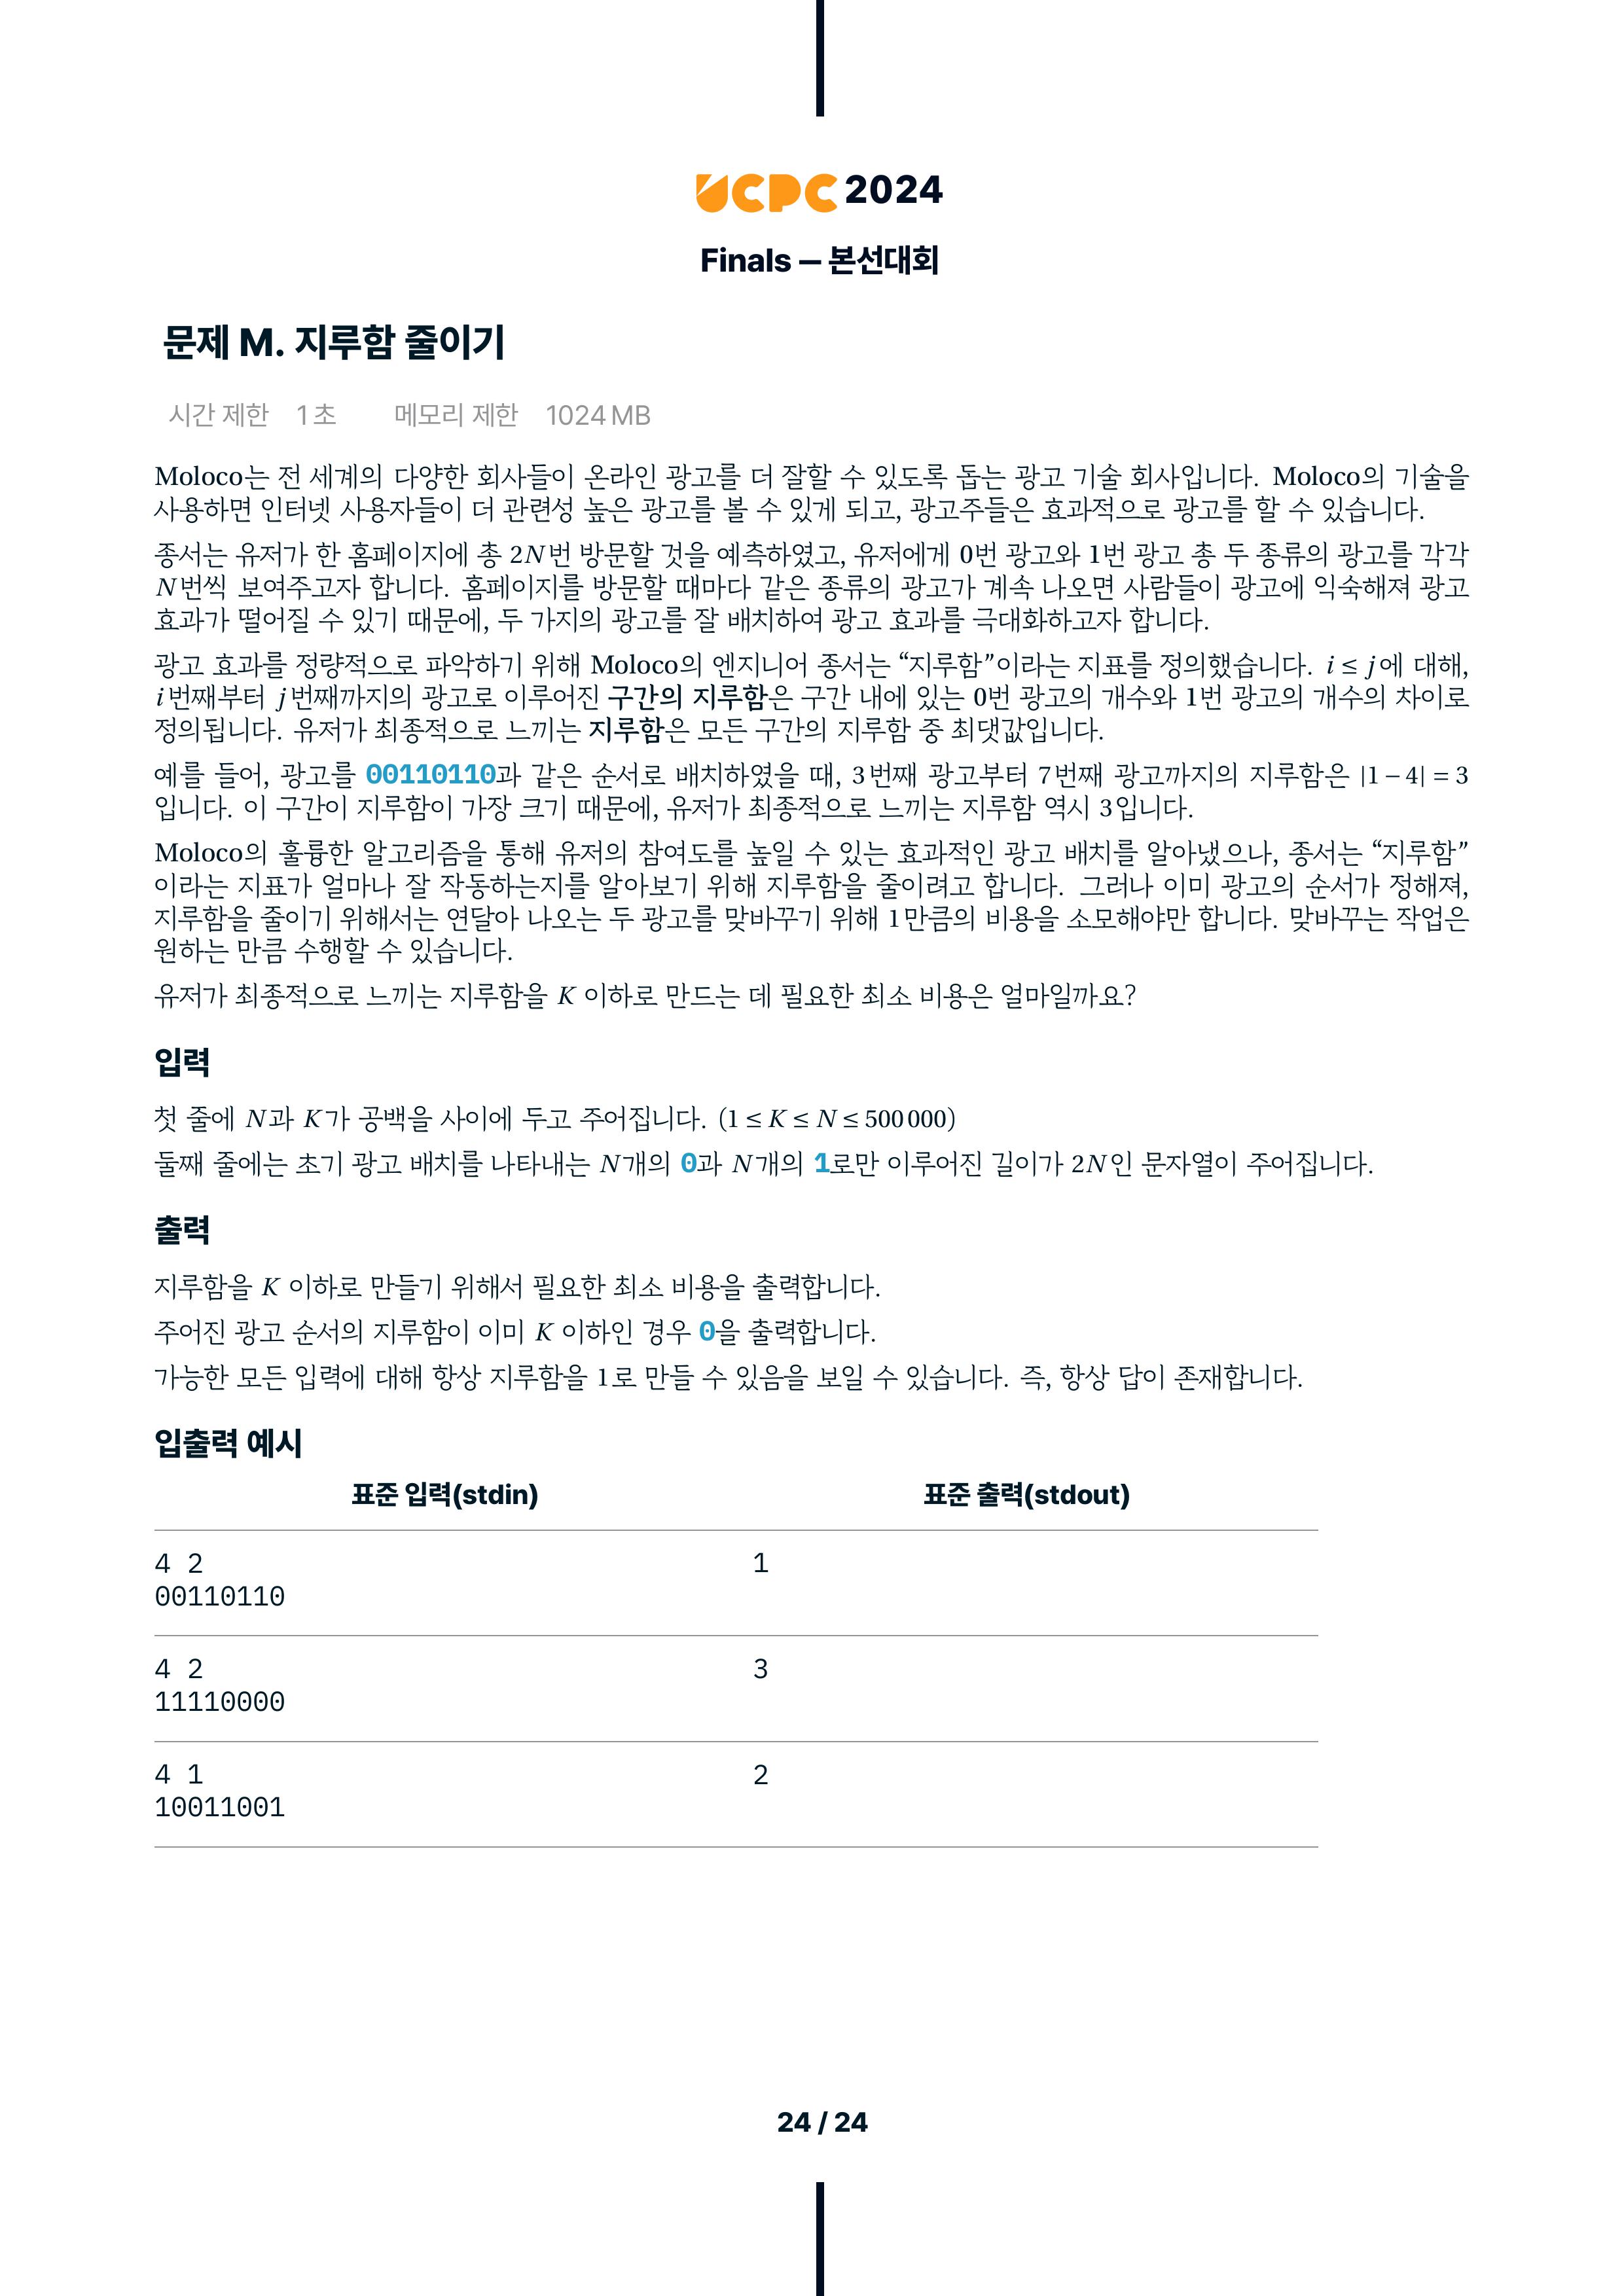 UCPC 2024
Finals — 본선대회
문제 M. 지루함 줄이기
시간 제한 1 초 메모리 제한 1024 MB
Moloco는 전 세계의 다양한 회사들이 온라인 광고를 더 잘할 수 있도록 돕는 광고 기술 회사입니다. Moloco의 기술을
사용하면 인터넷 사용자들이 더 관련성 높은 광고를 볼 수 있게 되고, 광고주들은 효과적으로 광고를 할 수 있습니다.
종서는 유저가 한 홈페이지에 총 2N번 방문할 것을 예측하였고, 유저에게 0번 광고와 1번 광고 총 두 종류의 광고를 각각
N번씩 보여주고자 합니다. 홈페이지를 방문할 때마다 같은 종류의 광고가 계속 나오면 사람들이 광고에 익숙해져 광고
효과가 떨어질 수 있기 때문에, 두 가지의 광고를 잘 배치하여 광고 효과를 극대화하고자 합니다.
광고 효과를 정량적으로 파악하기 위해 Moloco의 엔지니어 종서는 “지루함”이라는 지표를 정의했습니다. i ≤ j에 대해,
i번째부터 j번째까지의 광고로 이루어진 구간의 지루함은 구간 내에 있는 0번 광고의 개수와 1번 광고의 개수의 차이로
정의됩니다. 유저가 최종적으로 느끼는 지루함은 모든 구간의 지루함 중 최댓값입니다.
예를 들어, 광고를 00110110과 같은 순서로 배치하였을 때, 3번째 광고부터 7번째 광고까지의 지루함은 |1 − 4| = 3
입니다. 이 구간이 지루함이 가장 크기 때문에, 유저가 최종적으로 느끼는 지루함 역시 3입니다.
Moloco의 훌륭한 알고리즘을 통해 유저의 참여도를 높일 수 있는 효과적인 광고 배치를 알아냈으나, 종서는 “지루함”
이라는 지표가 얼마나 잘 작동하는지를 알아보기 위해 지루함을 줄이려고 합니다. 그러나 이미 광고의 순서가 정해져,
지루함을 줄이기 위해서는 연달아 나오는 두 광고를 맞바꾸기 위해 1만큼의 비용을 소모해야만 합니다. 맞바꾸는 작업은
원하는 만큼 수행할 수 있습니다.
유저가 최종적으로 느끼는 지루함을 K 이하로 만드는 데 필요한 최소 비용은 얼마일까요?
입력
첫 줄에 N과 K가 공백을 사이에 두고 주어집니다. (1 ≤ K ≤ N ≤ 500 000)
둘째 줄에는 초기 광고 배치를 나타내는 N개의 0과 N개의 1로만 이루어진 길이가 2N인 문자열이 주어집니다.
출력
지루함을 K 이하로 만들기 위해서 필요한 최소 비용을 출력합니다.
주어진 광고 순서의 지루함이 이미 K 이하인 경우 0을 출력합니다.
가능한 모든 입력에 대해 항상 지루함을 1로 만들 수 있음을 보일 수 있습니다. 즉, 항상 답이 존재합니다.
입출력 예시
표준 입력(stdin) 표준 출력(stdout)
4 2 1
00110110
4 2 3
11110000
4 1 2
10011001
24 / 24